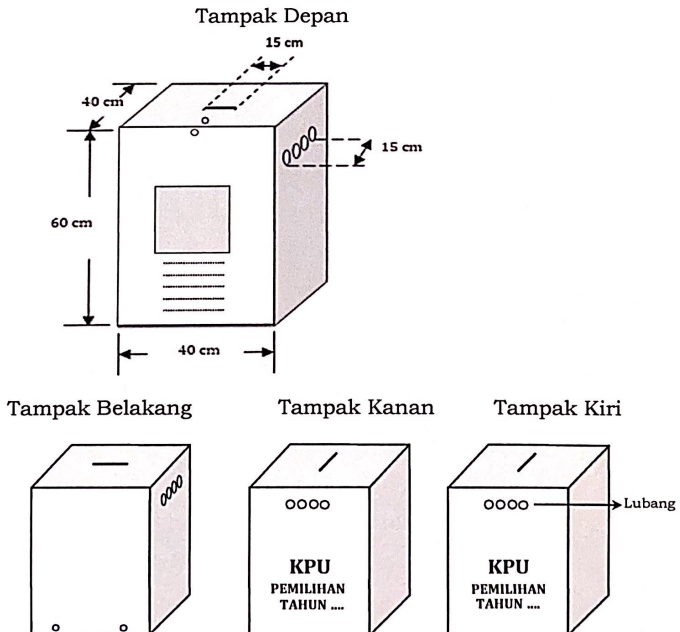 Tampak Depan
15 cm
40 cm
15 cm
60 cm
40 cm
Tampak Belakang
Tampak Kanan
Tampak Kiri
Lubang
KPU
PEMILIHAN
TAHUN ....
KPU
PEMILIHAN
TAHUN ....